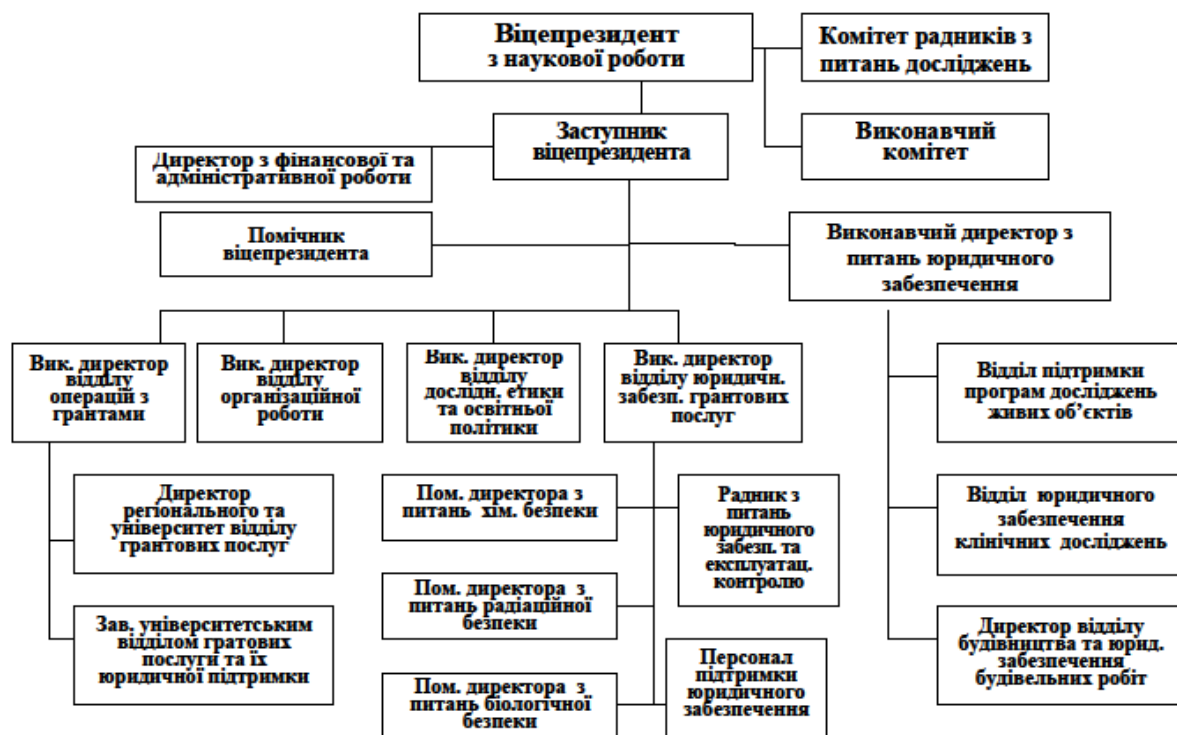 Віцепрезидент
з наукової роботи
Комітет радників з
питань досліджень
Заступник
віцепрезидента
Виконавчий
комітет
Директор з фінансової та
адміністративної роботи
Помічник
віцепрезидента
Виконавчий директор з
питань юридичного
забезпечення
Вик. директор
відділу
операцій з
грантами
Вик. директор
відділу
організаційної
роботи
Вик. директор
відділу
дослідн. етики
та освітньої
політики
Вик. директор
відділу юридичн.
забезп. грантових
послуг
Відділ підтримки
програм досліджень
живих об’єктів
Директор
регіонального та
університет відділу
грантових послуг
Пом. директора з
питань хім. безпеки
Радник з
питань
юридичного
забезп. та
експлуатац.
контролю
Відділ юридичного
забезпечення
клінічних досліджень
Пом. директора з
питань радіаційної
безпеки
Зав. університетським
відділом гратових
послуги та їх
юридичної підтримки
Директор відділу
будівництва та юрид.
забезпечення
будівельних робіт
Персонал
підтримки
юридичного
забезпечення
Пом. директора з
питань біологічної
безпеки